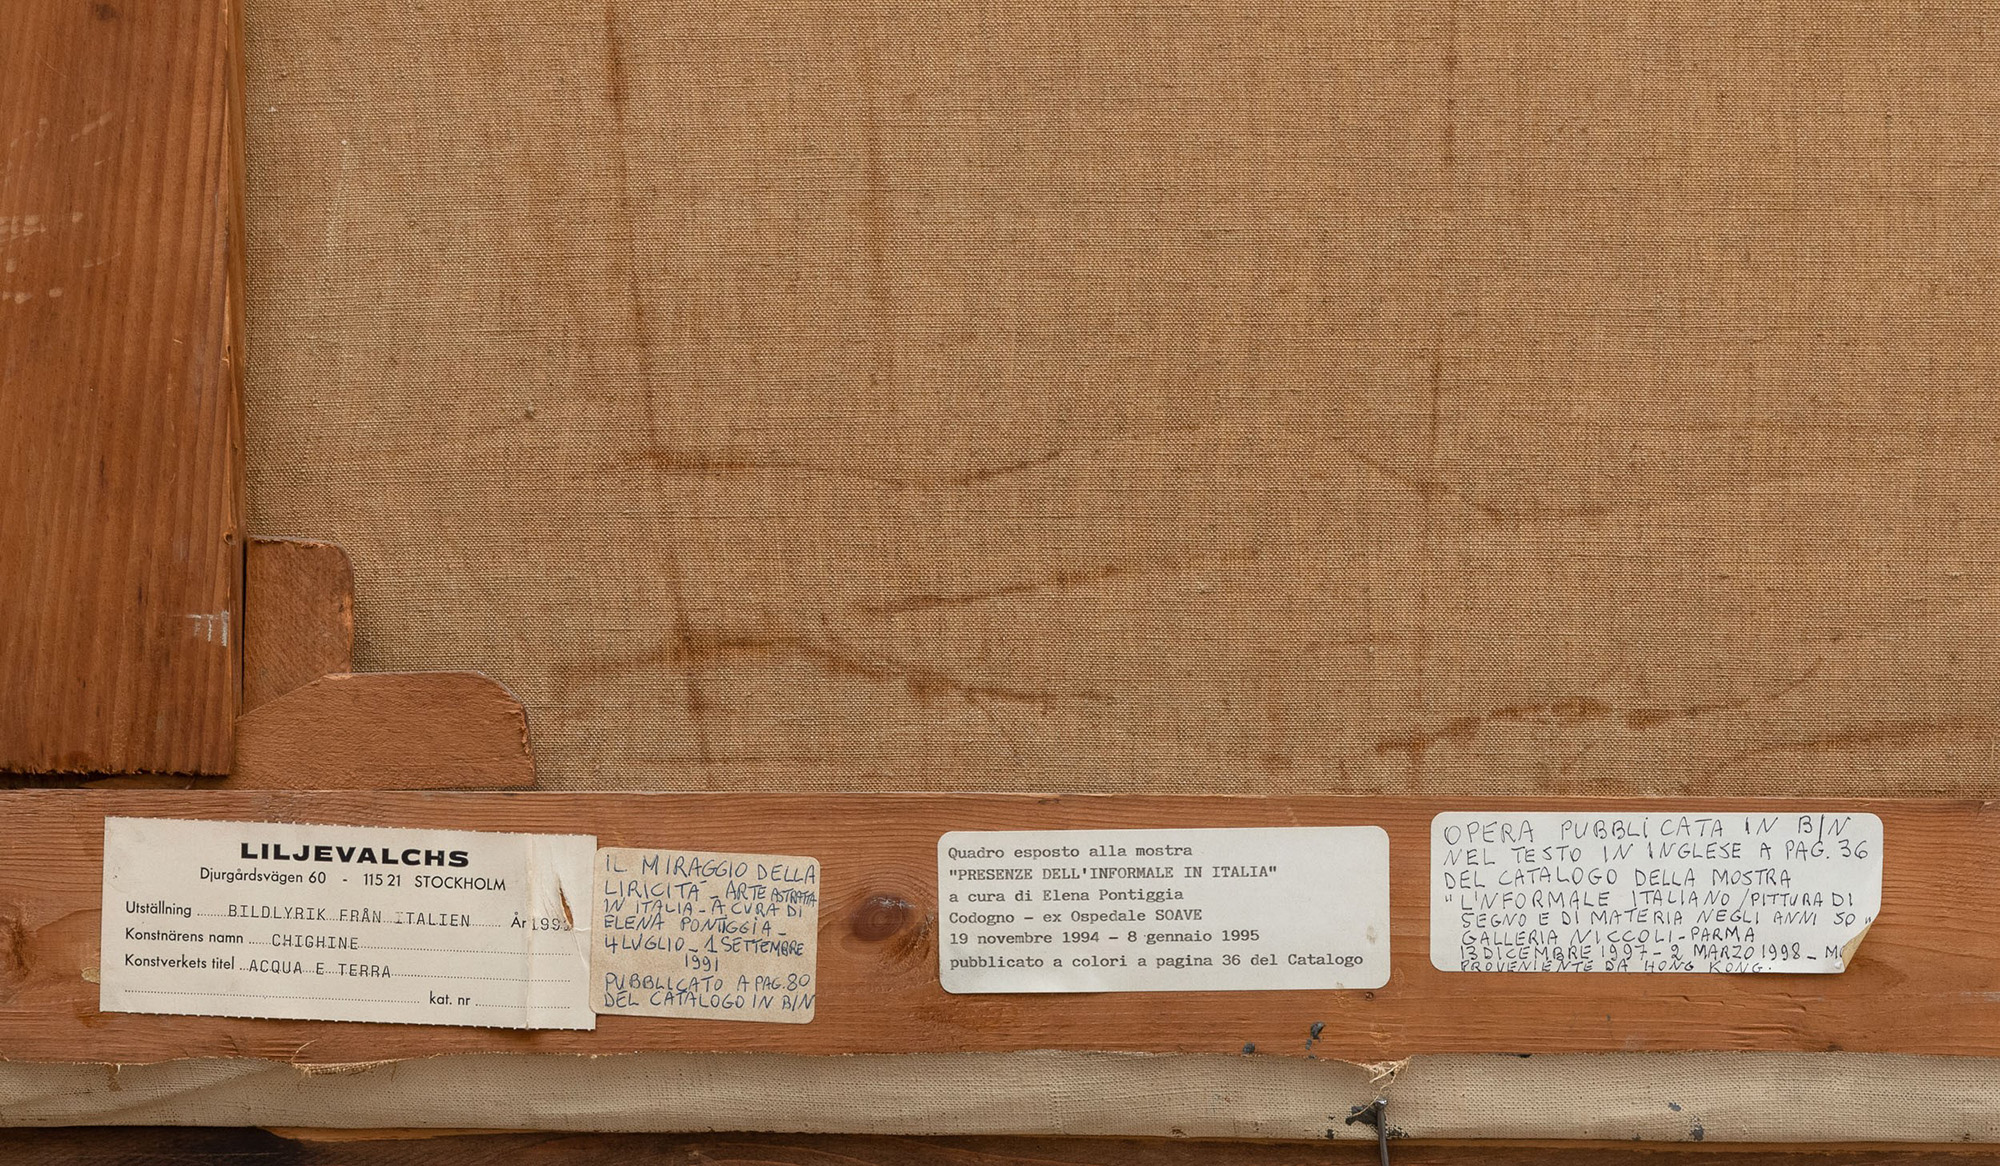 LILJEVALCHS
Djurgårdsvägen 60 - 115 21 STOCKHOLM
Utställning BILDLYRIK FRÅN ITALIEN År 199
Konstnärens namn CHIGHINE
Konstverkets titel ACQUA E TERRA
kat. nr
IL MIRAGGIO DELLA
LIRICITÀ - ARTE ASTRATTA
IN ITALIA - A CURA DI
ELENA PONTIGGIA -
4 LUGLIO - 1 SETTEMBRE
1991
PUBBLICATO A PAG. 80
DEL CATALOGO IN B/N
Quadro esposto alla mostra
"PRESENZE DELL'INFORMALE IN ITALIA"
a cura di Elena Pontiggia
Codogno - ex Ospedale SOAVE
19 novembre 1994 - 8 gennaio 1995
pubblicato a colori a pagina 36 del Catalogo
OPERA PUBBLICATA IN B/N
NEL TESTO IN INGLESE A PAG. 36
DEL CATALOGO DELLA MOSTRA
"L'INFORMALE ITALIANO/PITTURA DI
SEGNO E DI MATERIA NEGLI ANNI 50"
GALLERIA NICCOLI-PARMA
13 DICEMBRE 1997 - 2 MARZO 1998 -
PROVENIENTE DA HONG KONG.